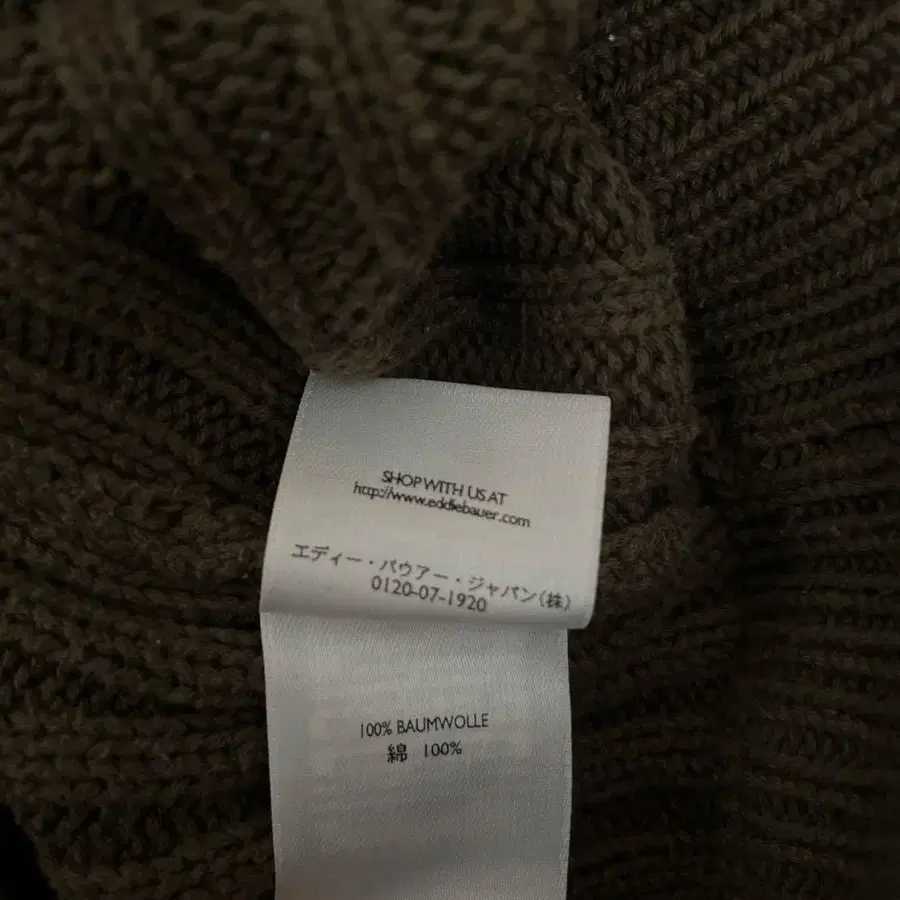 SHOP WITH US AT
http://www.eddiebauer.com
エディー・バウアー・ジャパン(株)
0120-07-1920
100% BAUMWOLLE
綿 100%